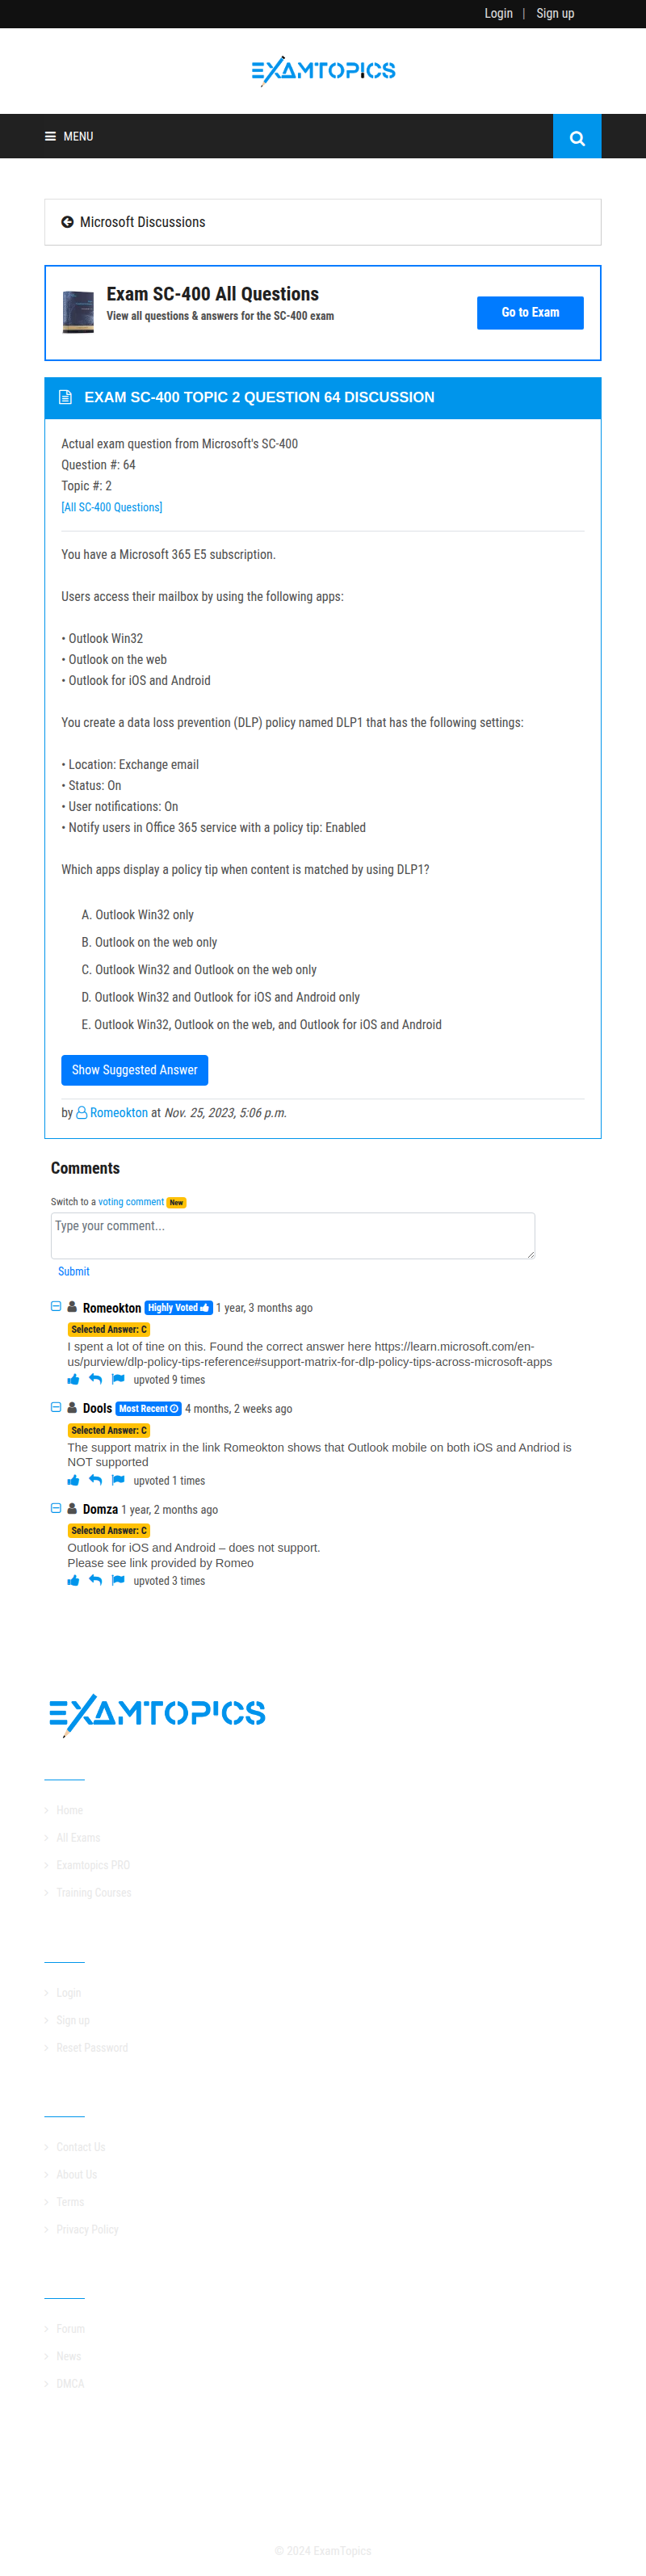 Login | Sign up
EXAMTOPICS
MENU
Microsoft Discussions
Exam SC-400 All Questions
View all questions & answers for the SC-400 exam
Go to Exam
EXAM SC-400 TOPIC 2 QUESTION 64 DISCUSSION
Actual exam question from Microsoft's SC-400
Question #: 64
Topic #: 2
[All SC-400 Questions]
You have a Microsoft 365 E5 subscription.
Users access their mailbox by using the following apps:
• Outlook Win32
• Outlook on the web
• Outlook for iOS and Android
You create a data loss prevention (DLP) policy named DLP1 that has the following settings:
• Location: Exchange email
• Status: On
• User notifications: On
• Notify users in Office 365 service with a policy tip: Enabled
Which apps display a policy tip when content is matched by using DLP1?
A. Outlook Win32 only
B. Outlook on the web only
C. Outlook Win32 and Outlook on the web only
D. Outlook Win32 and Outlook for iOS and Android only
E. Outlook Win32, Outlook on the web, and Outlook for iOS and Android
Show Suggested Answer
by Romeokton at Nov. 25, 2023, 5:06 p.m.
Comments
Switch to a voting comment New
Type your comment...
Submit
Romeokton Highly Voted 1 year, 3 months ago
Selected Answer: C
I spent a lot of tine on this. Found the correct answer here https://learn.microsoft.com/en-
us/purview/dlp-policy-tips-reference#support-matrix-for-dlp-policy-tips-across-microsoft-apps
upvoted 9 times
Dools Most Recent 4 months, 2 weeks ago
Selected Answer: C
The support matrix in the link Romeokton shows that Outlook mobile on both iOS and Andriod is
NOT supported
upvoted 1 times
Domza 1 year, 2 months ago
Selected Answer: C
Outlook for iOS and Android – does not support.
Please see link provided by Romeo
upvoted 3 times
EXAMTOPICS
Home
All Exams
Examtopics PRO
Training Courses
Login
Sign up
Reset Password
Contact Us
About Us
Terms
Privacy Policy
Forum
News
DMCA
© 2024 ExamTopics